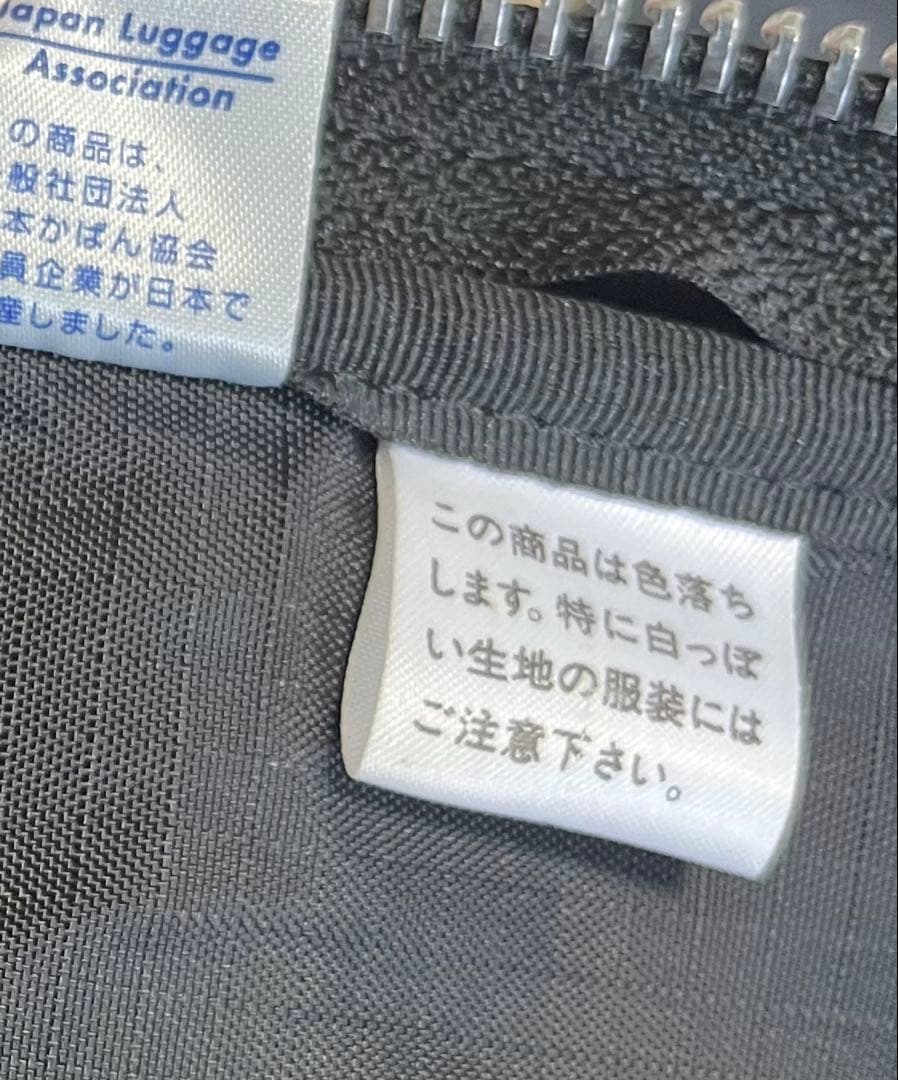 Japan Luggage
Association
の商品は、
般社団法人
本かばん協会
員企業が日本で
産しました。
この商品は色落ち
します。特に白っぽ
い生地の服装には
ご注意下さい。